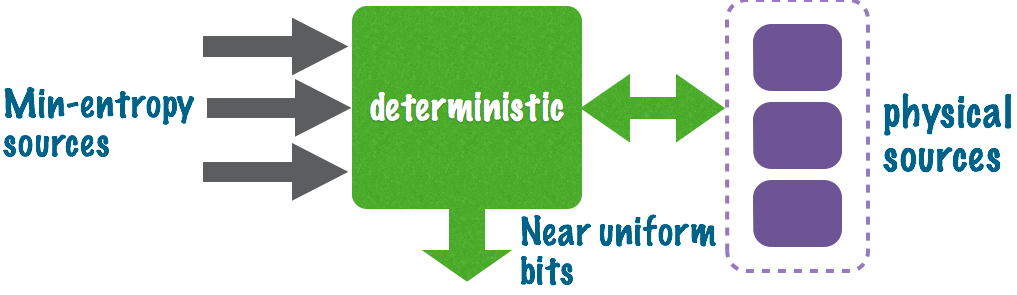 Min-entropy
sources
deterministic
physical
sources
Near uniform
bits